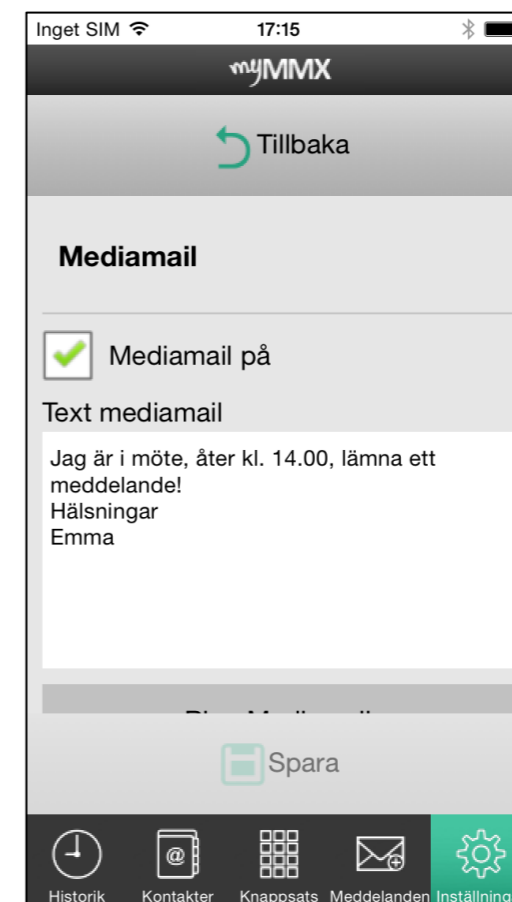 Inget SIM 17:15
myMMX
Tillbaka
Mediamail
Mediamail på
Text mediamail
Jag är i möte, åter kl. 14.00, lämna ett
meddelande!
Hälsningar
Emma
Spara
@
Historik Kontakter Knappsats Meddelanden Inställning